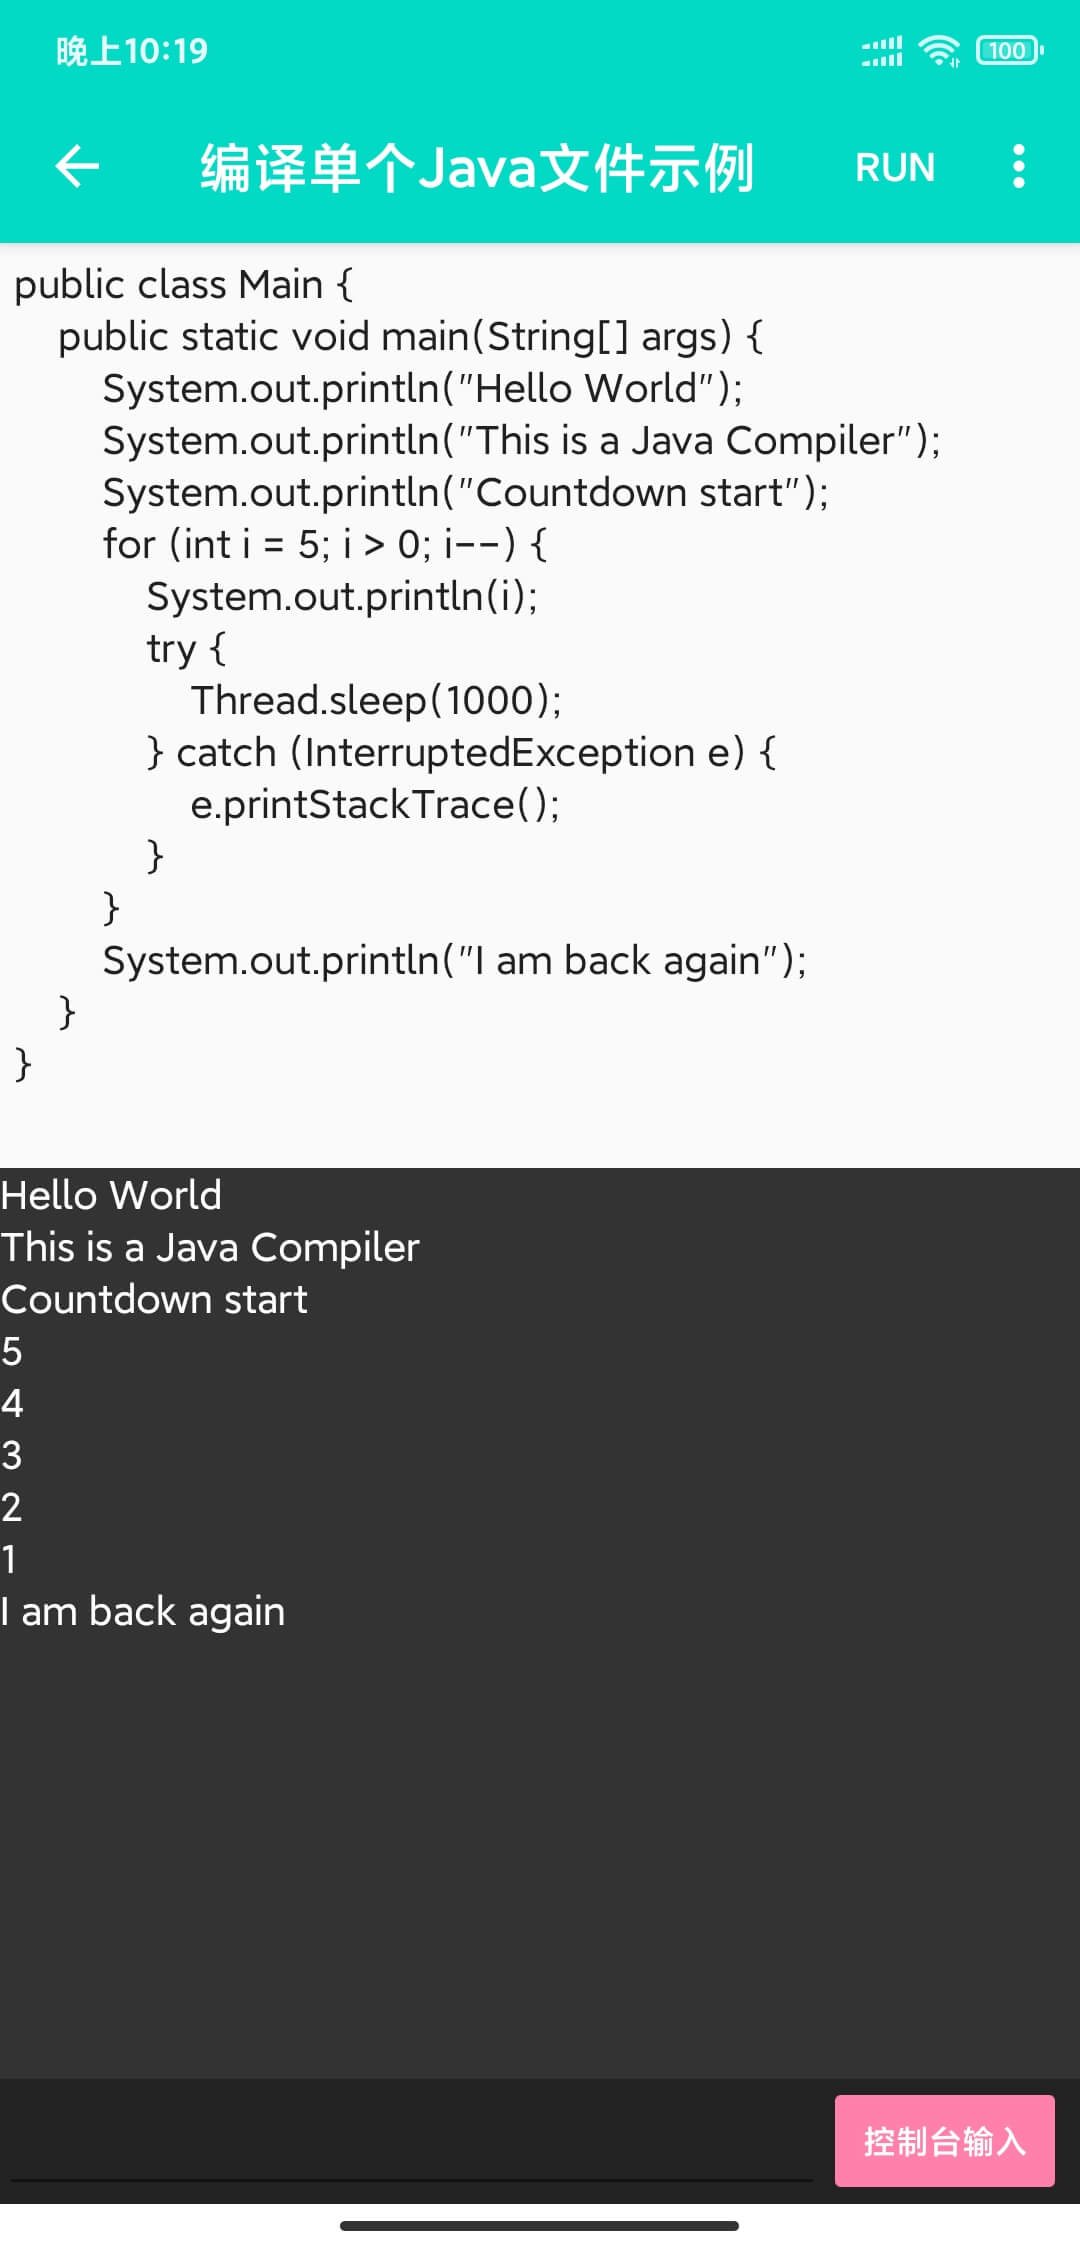 晚上10:19
100
编译单个Java文件示例
RUN
public class Main {
    public static void main(String[] args) {
        System.out.println("Hello World");
        System.out.println("This is a Java Compiler");
        System.out.println("Countdown start");
        for (int i = 5; i > 0; i--) {
            System.out.println(i);
            try {
                Thread.sleep(1000);
            } catch (InterruptedException e) {
                e.printStackTrace();
            }
        }
        System.out.println("I am back again");
    }
}
Hello World
This is a Java Compiler
Countdown start
5
4
3
2
1
I am back again
控制台输入